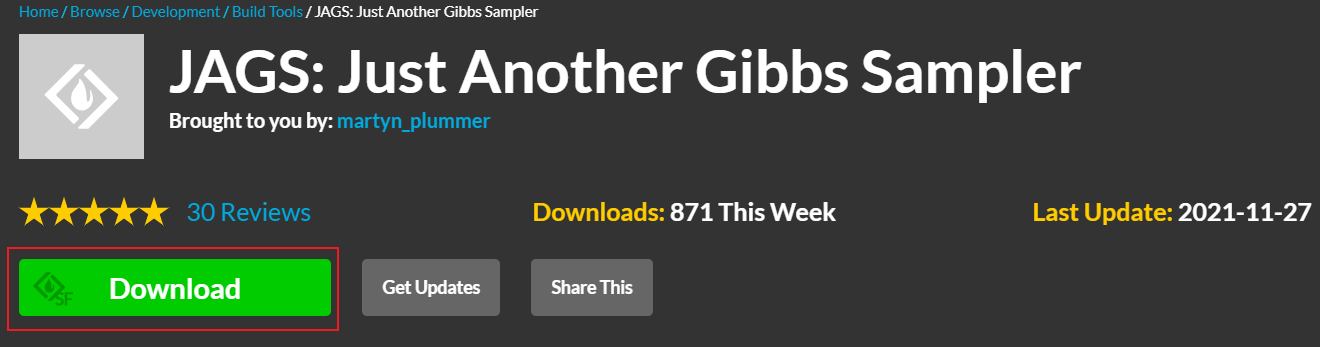 Home / Browse / Development / Build Tools / JAGS: Just Another Gibbs Sampler
JAGS: Just Another Gibbs Sampler
Brought to you by: martyn_plummer
30 Reviews
Downloads: 871 This Week
Last Update: 2021-11-27
SF
Download
Get Updates
Share This